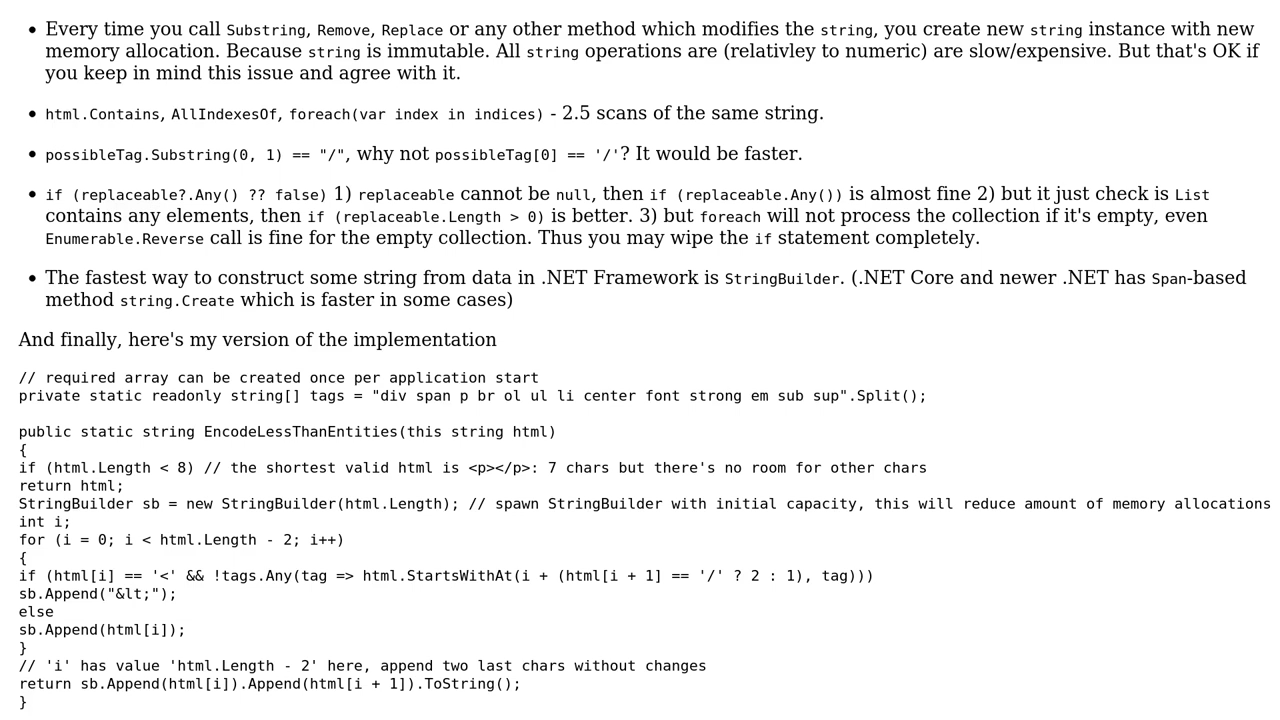 • Every time you call Substring, Remove, Replace or any other method which modifies the string, you create new string instance with new
memory allocation. Because string is immutable. All string operations are (relativley to numeric) are slow/expensive. But that's OK if
you keep in mind this issue and agree with it.
• html.Contains, AllIndexesOf, foreach(var index in indices) - 2.5 scans of the same string.
• possibleTag.Substring(0, 1) == "/", why not possibleTag[0] == '/'? It would be faster.
• if (replaceable?.Any() ?? false) 1) replaceable cannot be null, then if (replaceable.Any()) is almost fine 2) but it just check is List
contains any elements, then if (replaceable.Length > 0) is better. 3) but foreach will not process the collection if it's empty, even
Enumerable.Reverse call is fine for the empty collection. Thus you may wipe the if statement completely.
• The fastest way to construct some string from data in .NET Framework is StringBuilder. (.NET Core and newer .NET has Span-based
method string.Create which is faster in some cases)
And finally, here's my version of the implementation
// required array can be created once per application start
private static readonly string[] tags = "div span p br ol ul li center font strong em sub sup".Split();
public static string EncodeLessThanEntities(this string html)
{
if (html.Length < 8) // the shortest valid html is <p></p>: 7 chars but there's no room for other chars
return html;
StringBuilder sb = new StringBuilder(html.Length); // spawn StringBuilder with initial capacity, this will reduce amount of memory allocations
int i;
for (i = 0; i < html.Length - 2; i++)
{
if (html[i] == '<' && !tags.Any(tag => html.StartsWithAt(i + (html[i + 1] == '/' ? 2 : 1), tag)))
sb.Append("&lt;");
else
sb.Append(html[i]);
}
// 'i' has value 'html.Length - 2' here, append two last chars without changes
return sb.Append(html[i]).Append(html[i + 1]).ToString();
}